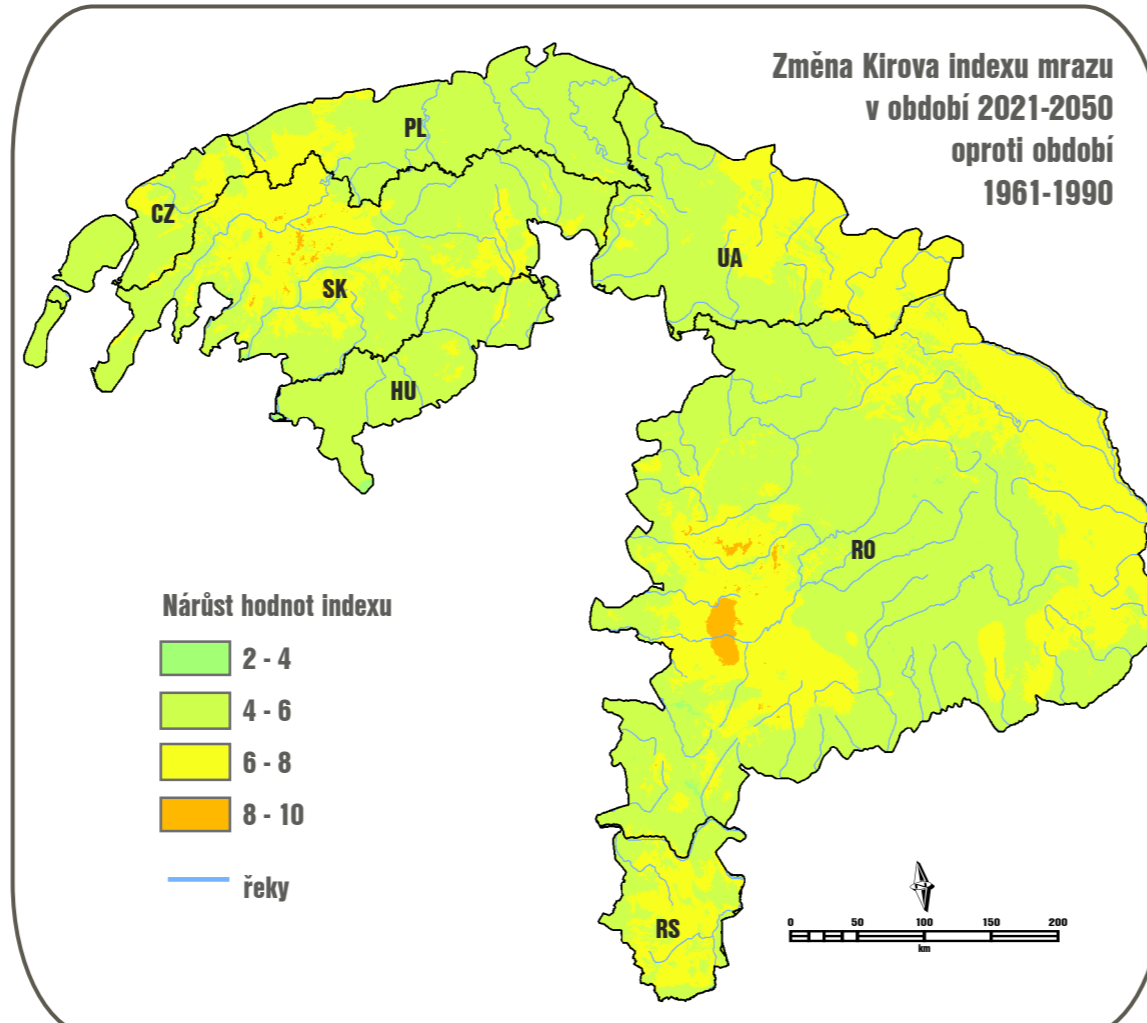 Změna Kirova indexu mrazu
v období 2021-2050
oproti období
1961-1990
PL
CZ
UA
SK
HU
RO
Nárůst hodnot indexu
2 - 4
4 - 6
6 - 8
8 - 10
řeky
RS
0 50 100 150 200
km